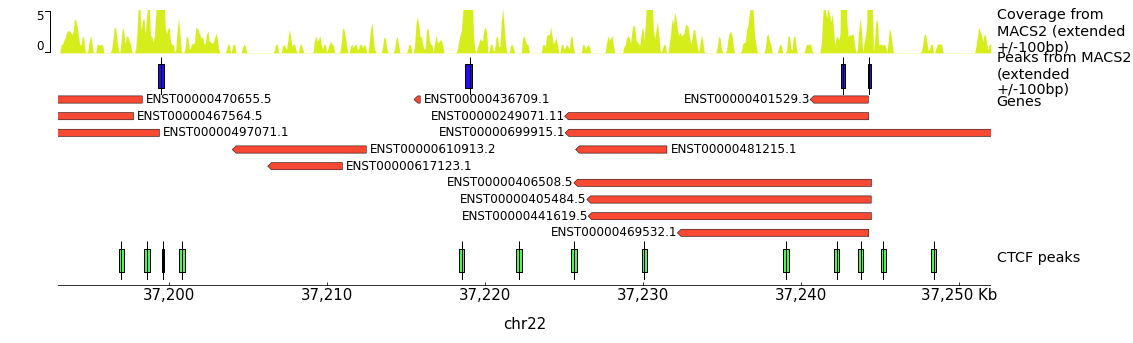 5
0
Coverage from
MACS2 (extended
+/-100bp)
Peaks from MACS2
(extended
+/-100bp)
Genes
ENST00000470655.5
ENST00000436709.1
ENST00000401529.3
ENST00000467564.5
ENST00000249071.11
ENST00000497071.1
ENST00000699915.1
ENST00000610913.2
ENST00000481215.1
ENST00000617123.1
ENST00000406508.5
ENST00000405484.5
ENST00000441619.5
ENST00000469532.1
CTCF peaks
37,200 37,210 37,220 37,230 37,240 37,250 Kb
chr22